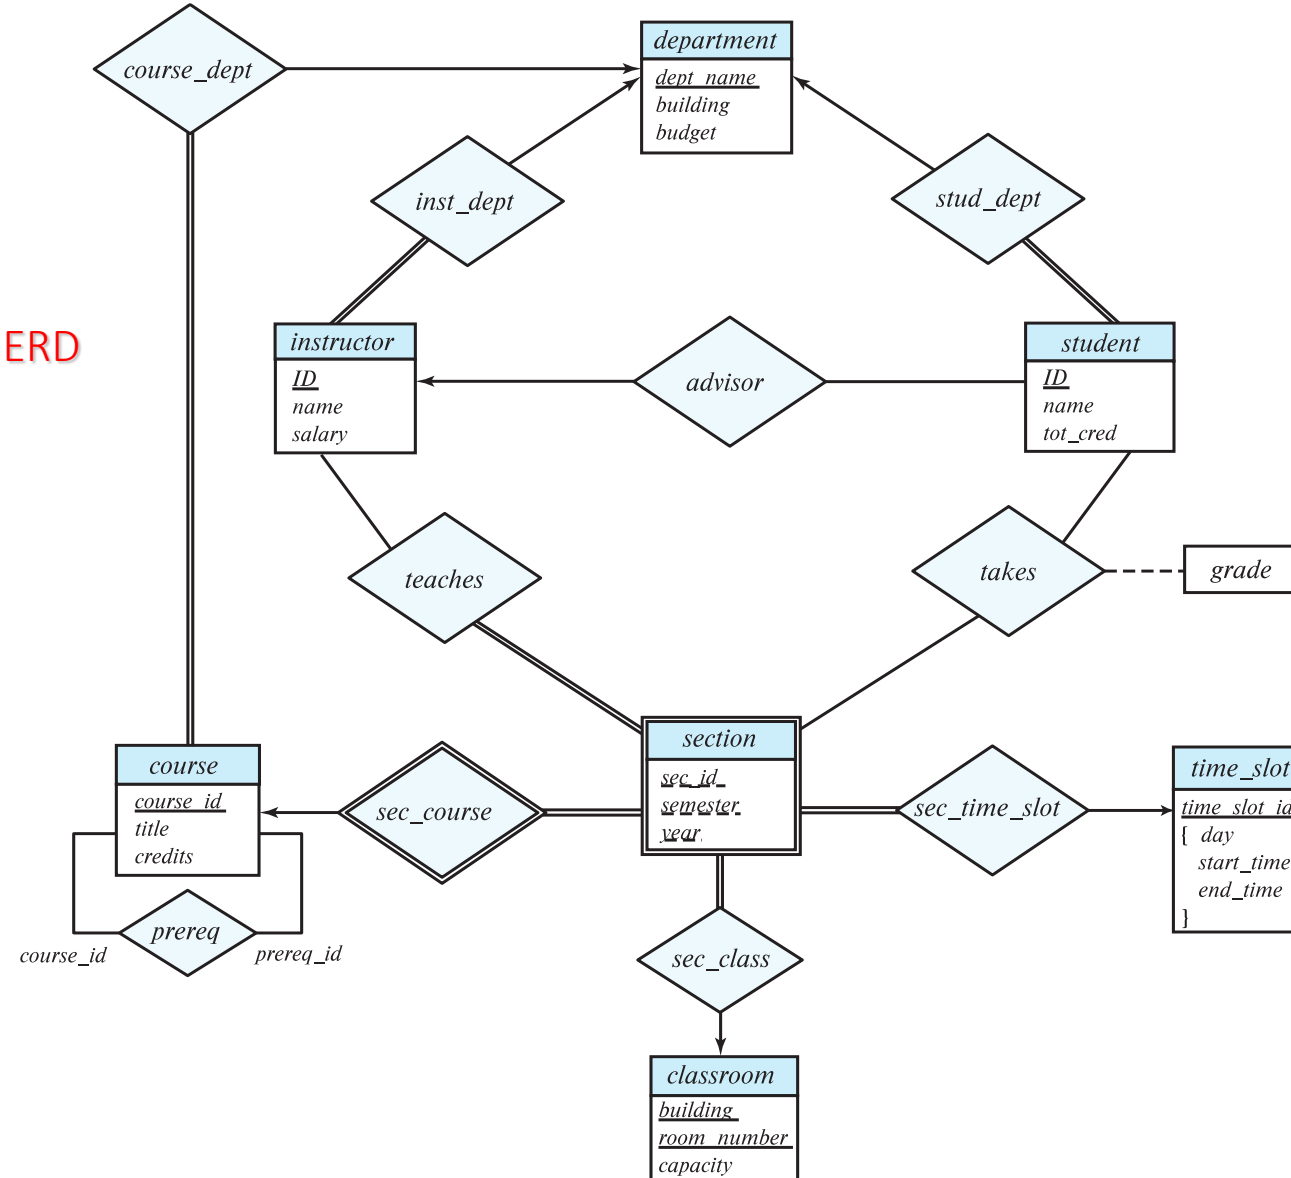 department
course_dept
dept_name
building
budget
inst_dept
stud_dept
ERD
instructor
ID
name
salary
advisor
student
ID
name
tot_cred
teaches
takes
grade
section
sec_id
semester
year
course
course_id
title
credits
sec_course
sec_time_slot
time_slot
time_slot_id
{ day
start_time
end_time
}
prereq
course_id
prereq_id
sec_class
classroom
building
room_number
capacity